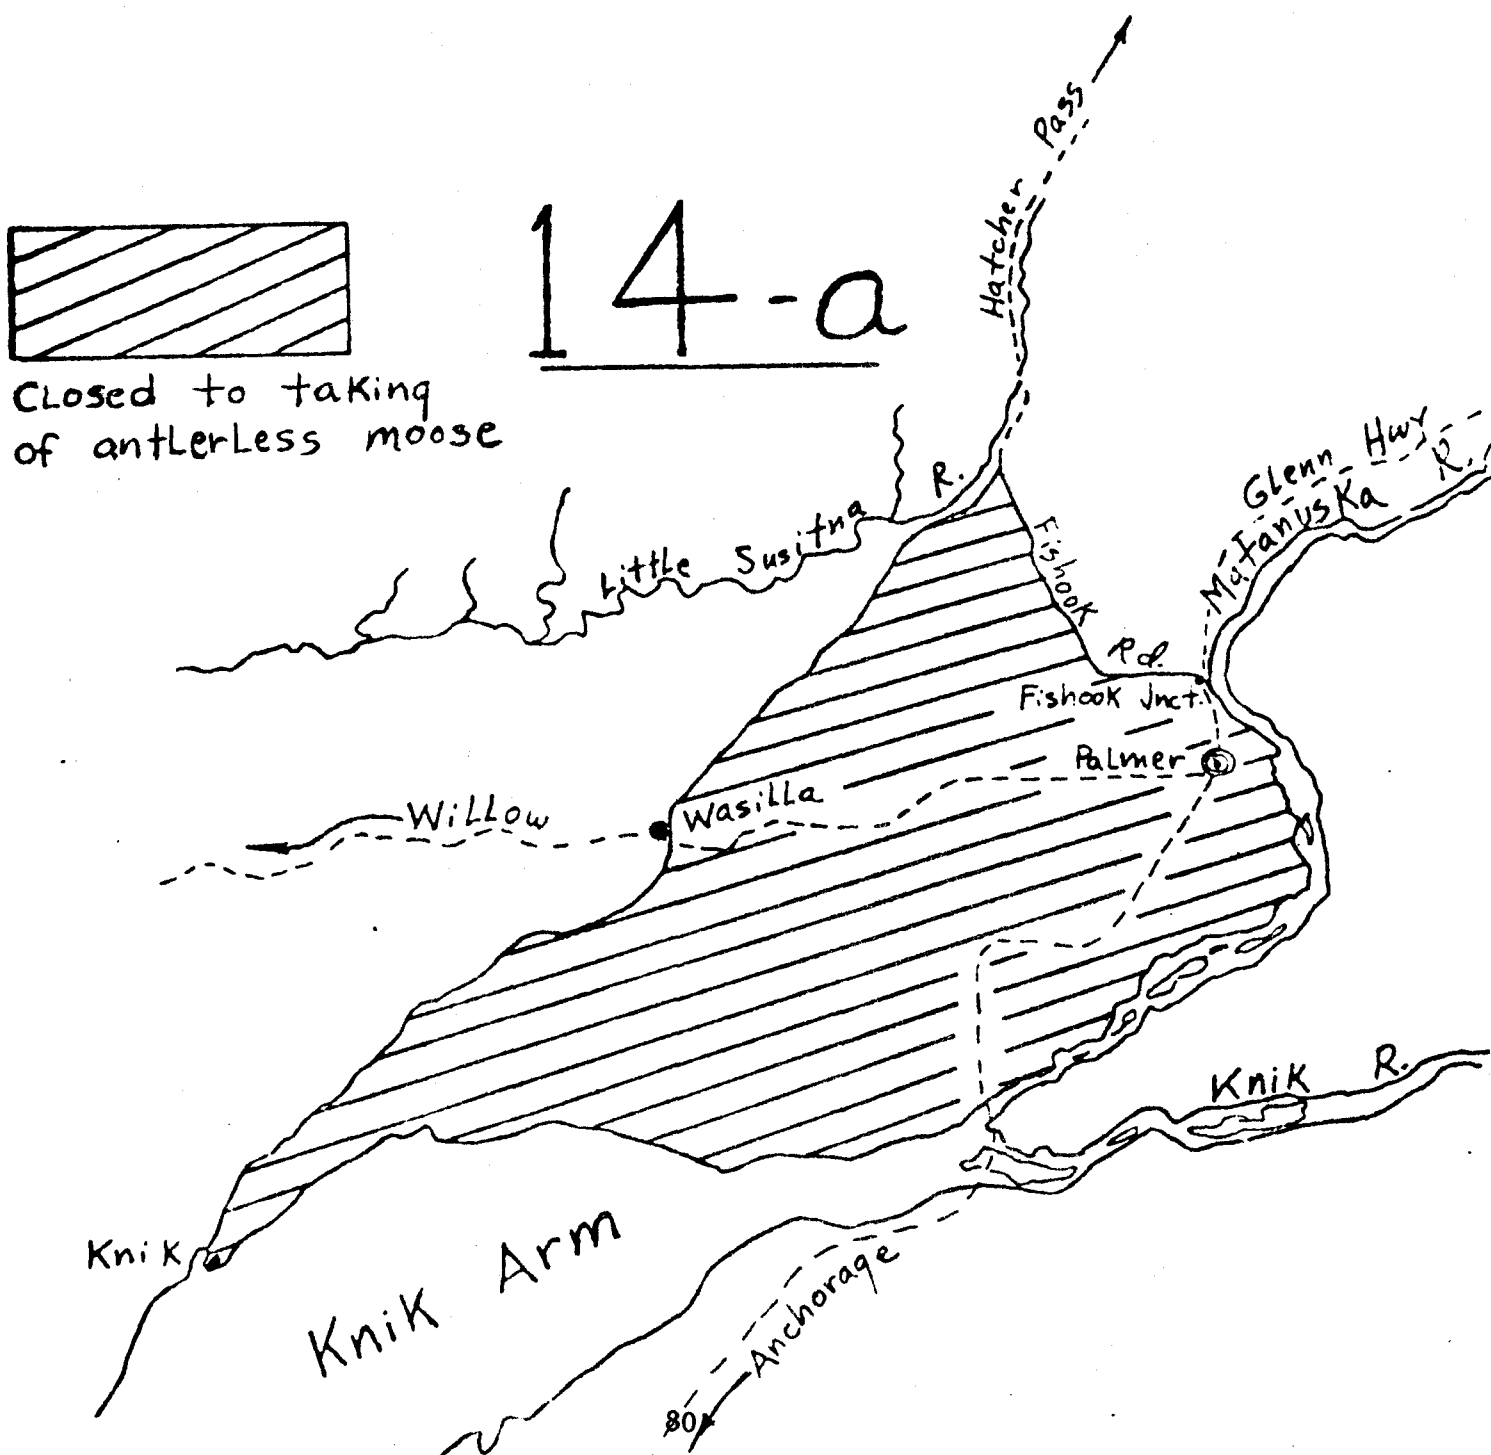 Hatcher Pass
14-a
CLosed to taking
of antLerLess moose
Glenn Hwy
Matanuska R.
Little Susitna R.
Fishook Rd.
Fishook Jnct.
Palmer
Wasilla
Willow
Knik R.
Knik
Knik Arm
Anchorage
80